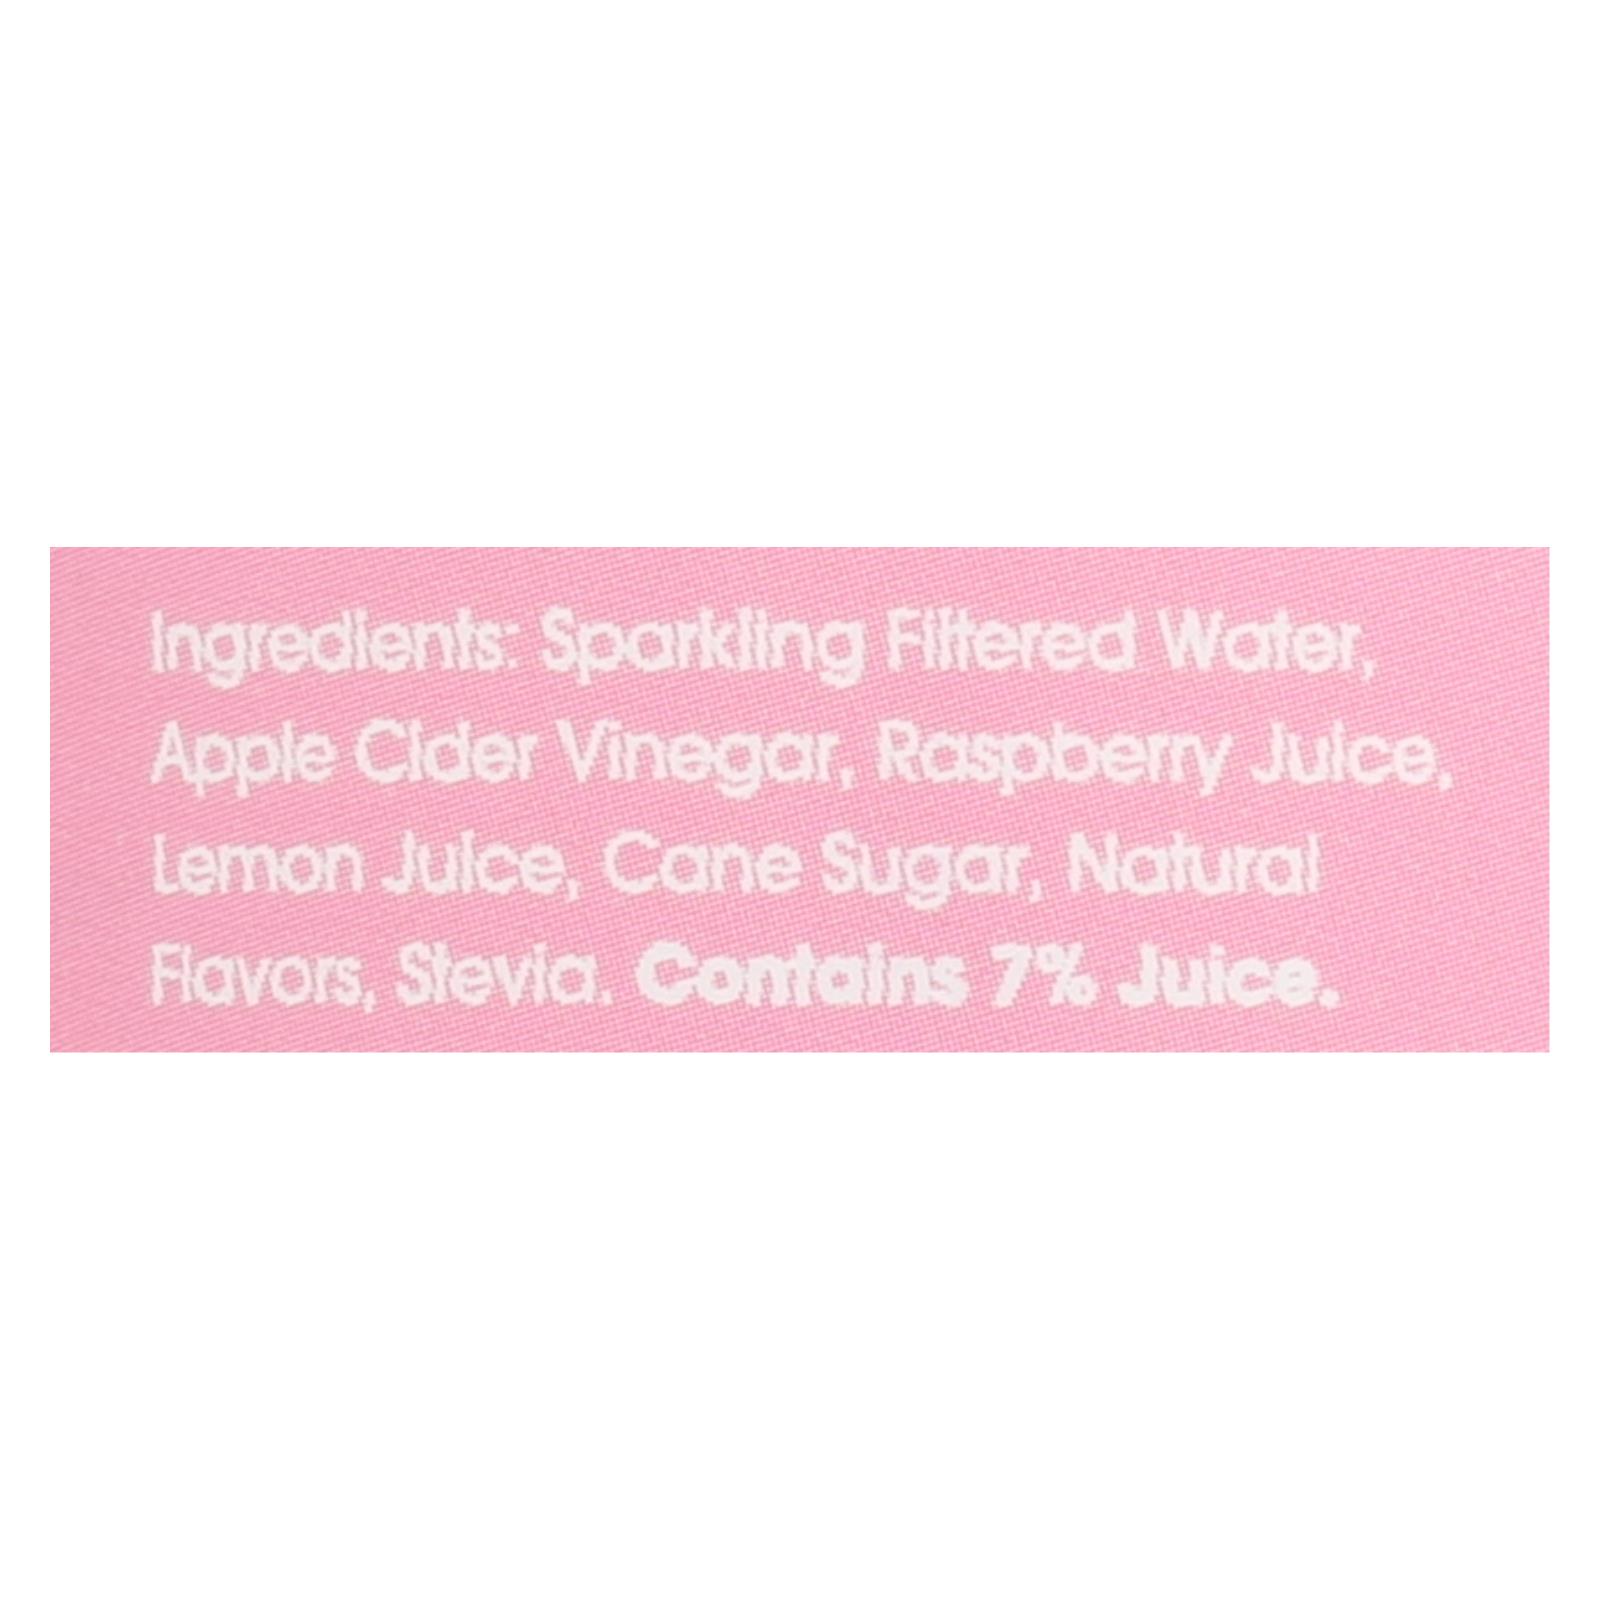 Ingredients: Sparkling Filtered Water,
Apple Cider Vinegar, Raspberry Juice,
Lemon Juice, Cane Sugar, Natural
Flavors, Stevia. Contains 7% Juice.